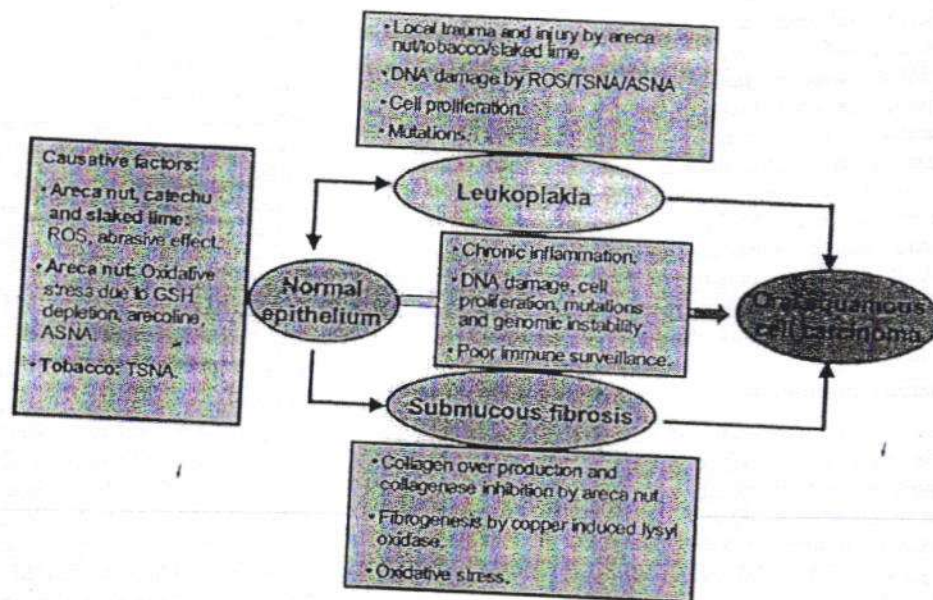 • Local trauma and injury by areca
nut/tobacco/slaked lime.
• DNA damage by ROS/TSNA/ASNA
• Cell proliferation.
• Mutations.
Causative factors:
• Areca nut, catechu
and slaked lime:
ROS, abrasive effect.
• Areca nut: Oxidative
stress due to GSH
depletion, arecoline,
ASNA.
• Tobacco: TSNA.
Leukoplakia
Normal
epithelium
• Chronic inflammation.
• DNA damage, cell
proliferation, mutations
and genomic instability.
• Poor immune surveillance.
Oral squamous
cell carcinoma
Submucous fibrosis
• Collagen over production and
collagenase inhibition by areca nut.
• Fibrogenesis by copper induced lysyl
oxidase.
• Oxidative stress.